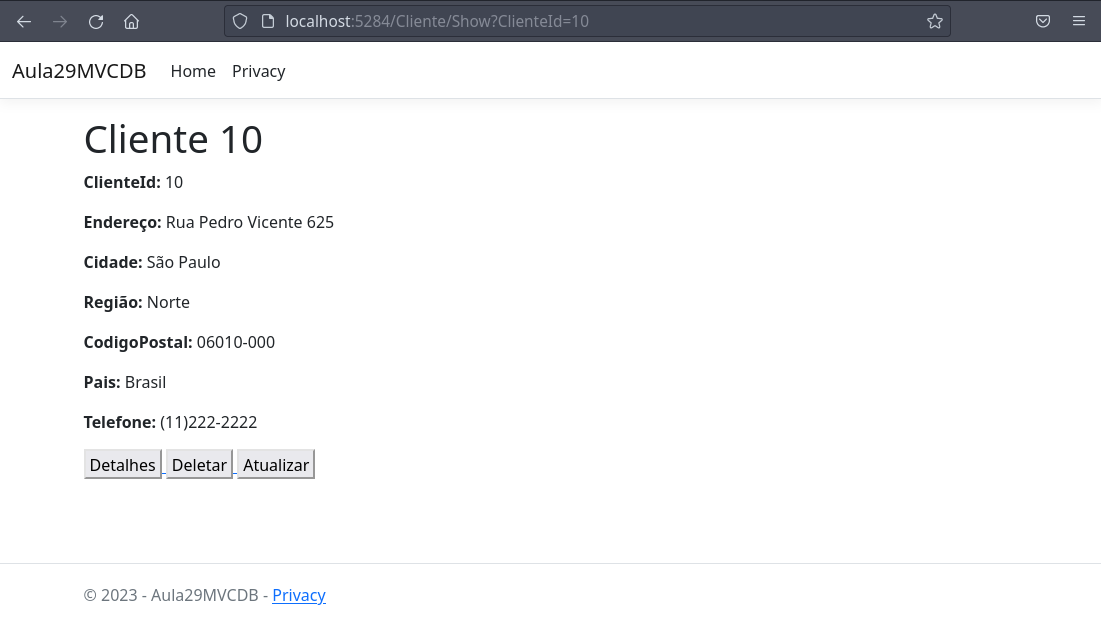 localhost:5284/Cliente/Show?ClienteId=10
Aula29MVCDB Home Privacy
Cliente 10
ClienteId: 10
Endereço: Rua Pedro Vicente 625
Cidade: São Paulo
Região: Norte
CodigoPostal: 06010-000
Pais: Brasil
Telefone: (11)222-2222
Detalhes Deletar Atualizar
© 2023 - Aula29MVCDB - Privacy